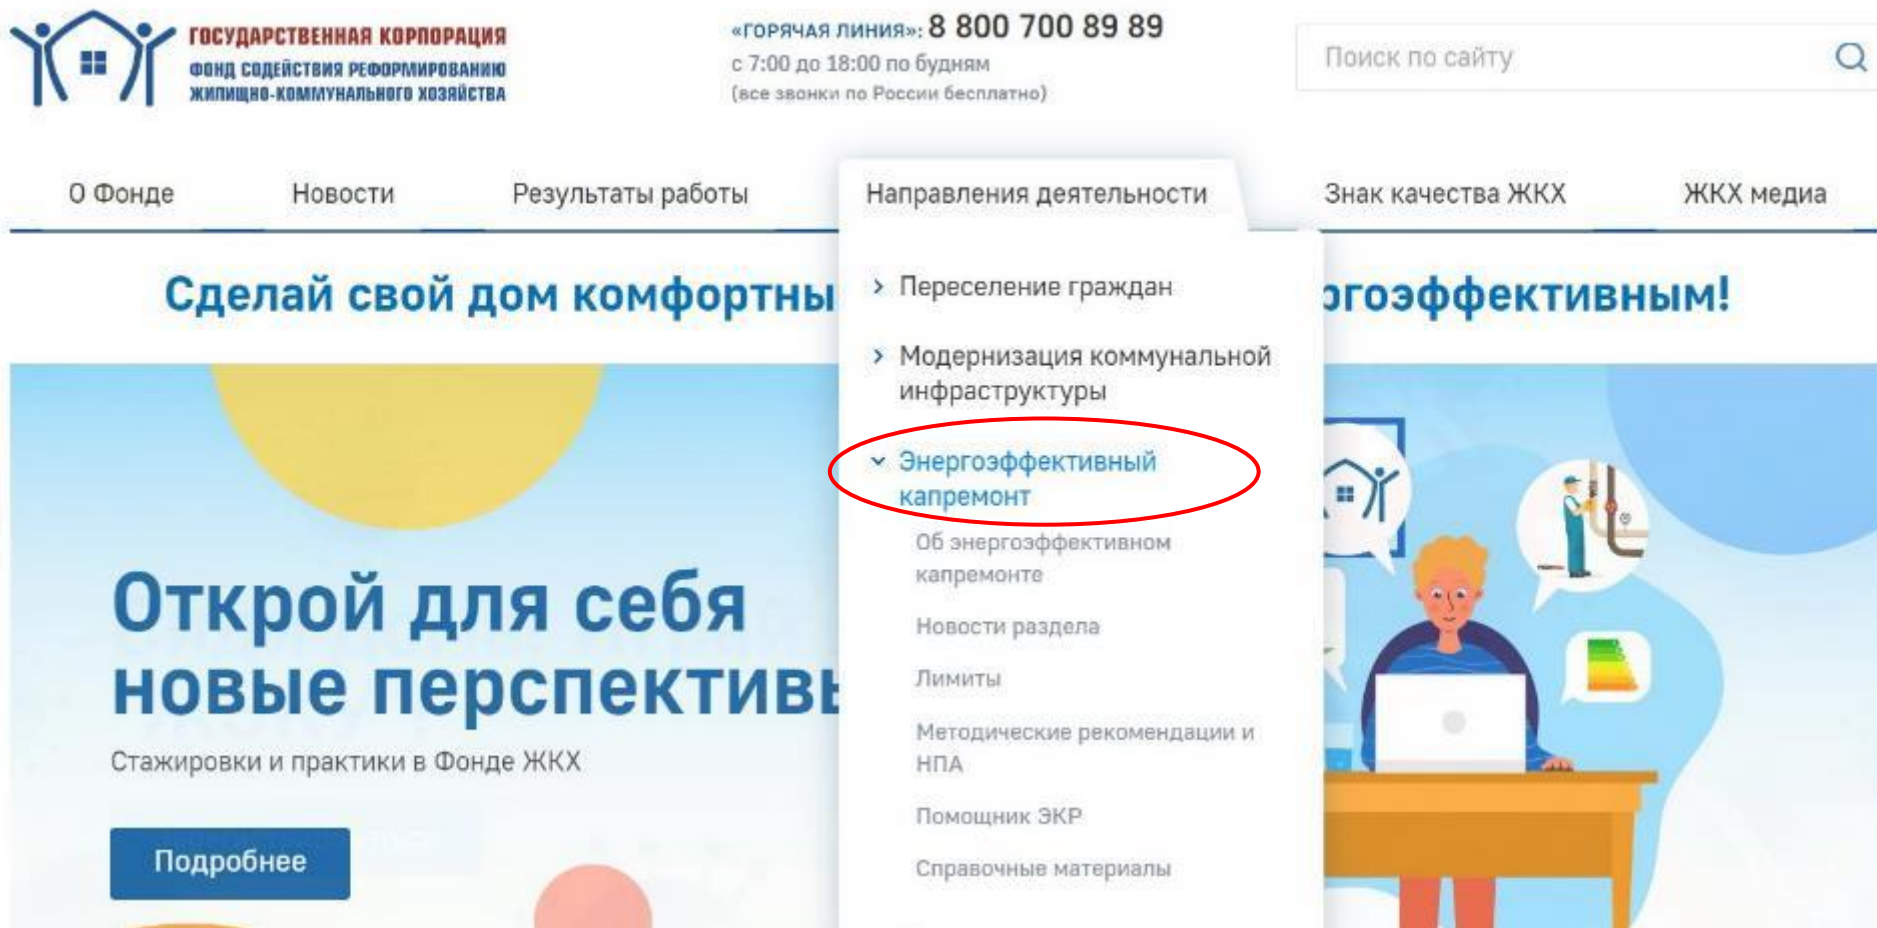 ГОСУДАРСТВЕННАЯ КОРПОРАЦИЯ
ФОНД СОДЕЙСТВИЯ РЕФОРМИРОВАНИЮ
ЖИЛИЩНО-КОММУНАЛЬНОГО ХОЗЯЙСТВА
«ГОРЯЧАЯ ЛИНИЯ»: 8 800 700 89 89
с 7:00 до 18:00 по будням
(все звонки по России бесплатно)
Поиск по сайту
О Фонде
Новости
Результаты работы
Направления деятельности
Знак качества ЖКХ
ЖКХ медиа
Сделай свой дом комфортны
ргоэффективным!
Переселение граждан
Модернизация коммунальной
инфраструктуры
Энергоэффективный
капремонт
Об энергоэффективном
капремонте
Новости раздела
Лимиты
Методические рекомендации и
НПА
Помощник ЭКР
Справочные материалы
Открой для себя
новые перспективы
Стажировки и практики в Фонде ЖКХ
Подробнее